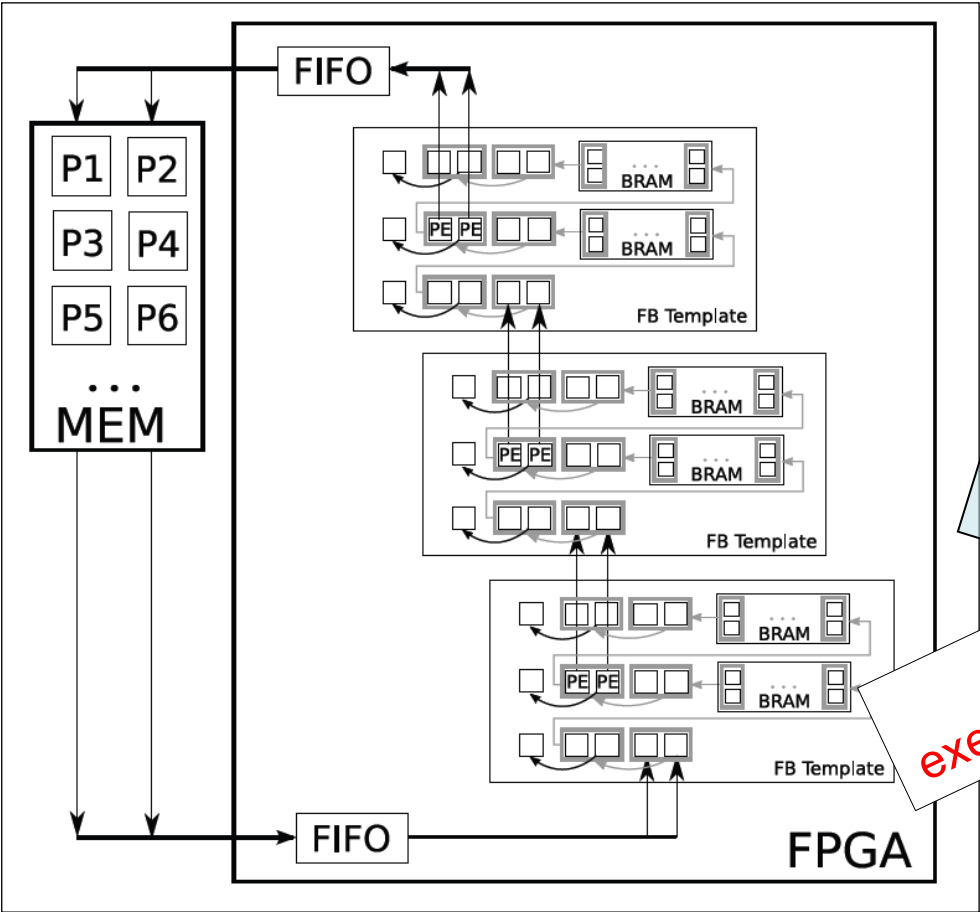 FIFO
P1 P2
P3 P4
P5 P6
...
MEM
... BRAM
PE PE ... BRAM
FB Template
... BRAM
PE PE ... BRAM
FB Template
... BRAM
PE PE ... BRAM
FB Template
exe
FIFO
FPGA